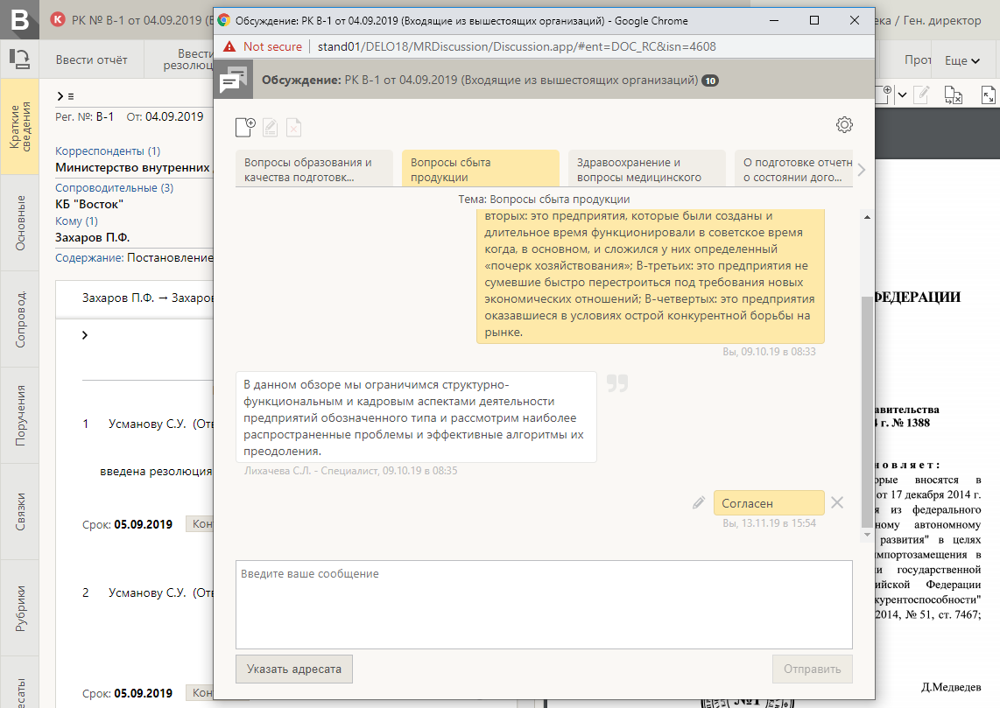 В
К РК № В-1 от 04.09.2019
Обсуждение: РК В-1 от 04.09.2019 (Входящие из вышестоящих организаций) - Google Chrome
ека / Ген. директор
Not secure | stand01/DELO18/MRDiscussion/Discussion.app/#ent=DOC_RC&isn=4608
Ввести отчёт
Ввести
резолюц
Прот
Еще
Обсуждение: РК В-1 от 04.09.2019 (Входящие из вышестоящих организаций) 10
Краткие
сведения
Основные
Сопровод.
Поручения
Связки
Рубрики
есаты
Рег. №: В-1 От: 04.09.2019
Корреспонденты (1)
Министерство внутренних
Сопроводительные (3)
КБ "Восток"
Кому (1)
Захаров П.Ф.
Содержание: Постановление
Захаров П.Ф. → Захаров
1 Усманову С.У. (Отв
введена резолюция
Срок: 05.09.2019 Кон
2 Усманову С.У. (Отв
Срок: 05.09.2019 Кон
Вопросы образования и
качества подготовк...
Вопросы сбыта
продукции
Здравоохранение и
вопросы медицинского
О подготовке отчетн
о состоянии дого...
Тема: Вопросы сбыта продукции
вторых: это предприятия, которые были созданы и
длительное время функционировали в советское время
когда, в основном, и сложился у них определенный
«почерк хозяйствования»; В-третьих: это предприятия не
сумевшие быстро перестроиться под требования новых
экономических отношений; В-четвертых: это предприятия
оказавшиеся в условиях острой конкурентной борьбы на
рынке.
Вы, 09.10.19 в 08:33
В данном обзоре мы ограничимся структурно-
функциональным и кадровым аспектами деятельности
предприятий обозначенного типа и рассмотрим наиболее
распространенные проблемы и эффективные алгоритмы их
преодоления.
Лихачева С.Л. - Специалист, 09.10.19 в 08:35
Согласен
Вы, 13.11.19 в 15:54
Введите ваше сообщение
Указать адресата
Отправить
ФЕДЕРАЦИИ
авительства
4 г. № 1388
н о в л я е т :
орые вносятся в
от 17 декабря 2014 г.
я из федерального
ному автономному
развития" в целях
мпортозамещения в
и государственной
ийской Федерации
курентоспособности"
2014, № 51, ст. 7467;
Д.Медведев
№1